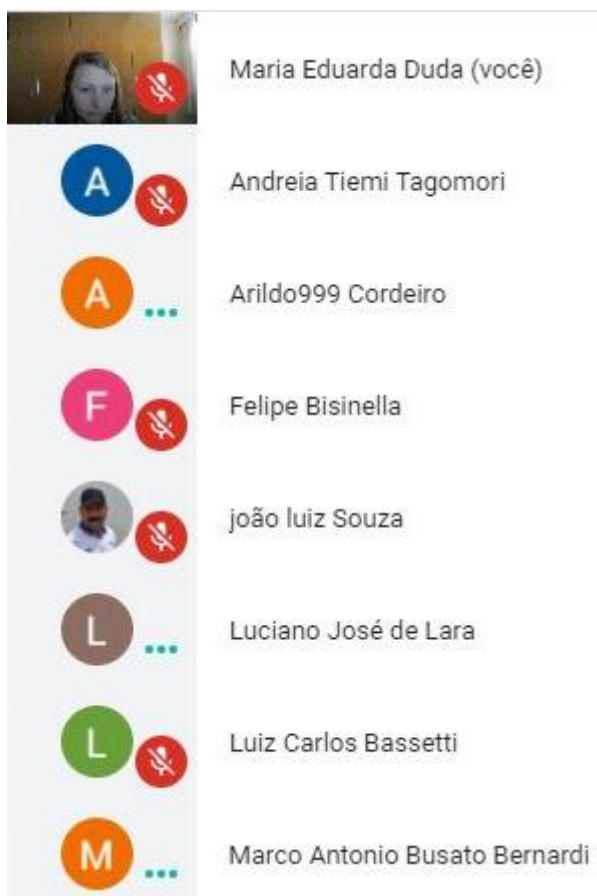 Maria Eduarda Duda (você)
A Andreia Tiemi Tagomori
A Arildo999 Cordeiro
F Felipe Bisinella
joão luiz Souza
L Luciano José de Lara
L Luiz Carlos Bassetti
M Marco Antonio Busato Bernardi